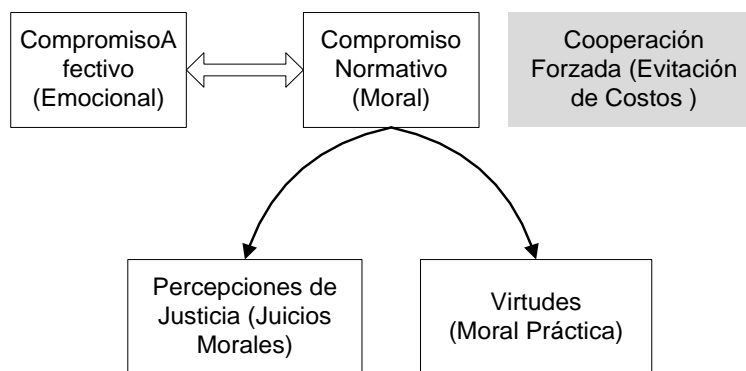 CompromisoA
fectivo
(Emocional)
Compromiso
Normativo
(Moral)
Cooperación
Forzada (Evitación
de Costos )
Percepciones de
Justicia (Juicios
Morales)
Virtudes
(Moral Práctica)